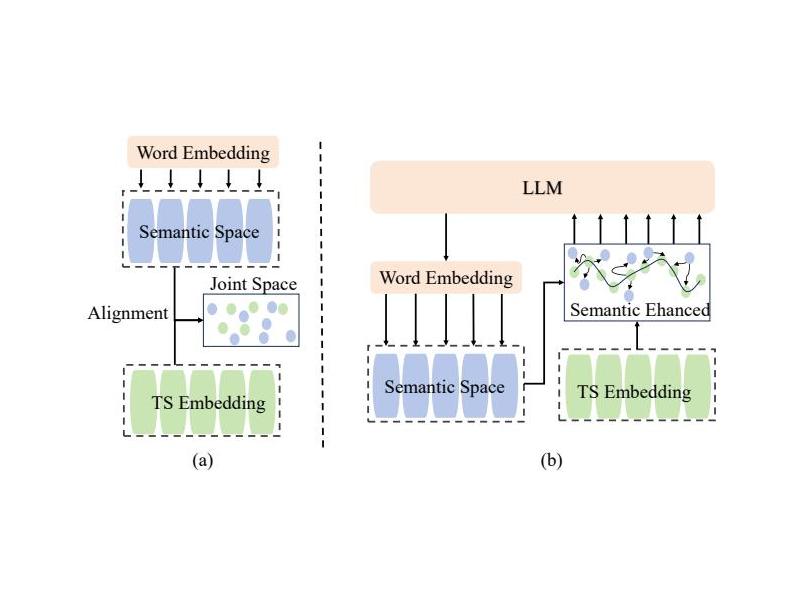 Word Embedding
Semantic Space
Joint Space
Alignment
TS Embedding
(a)
LLM
Word Embedding
Semantic Ehanced
Semantic Space
TS Embedding
(b)